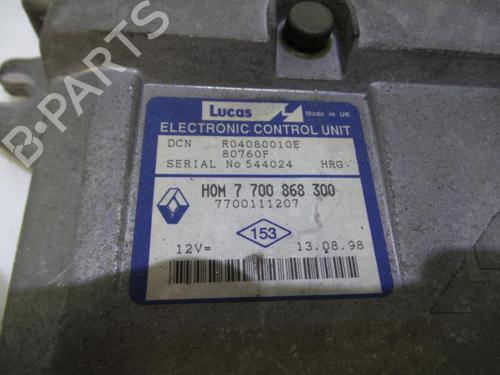 B-PARTS
Lucas Made in UK
ELECTRONIC CONTROL UNIT
DCN R04080010E
80760F
SERIAL No 544024 HRG:
HOM 7 700 868 300
7700111207
153
12V= 13.08.98